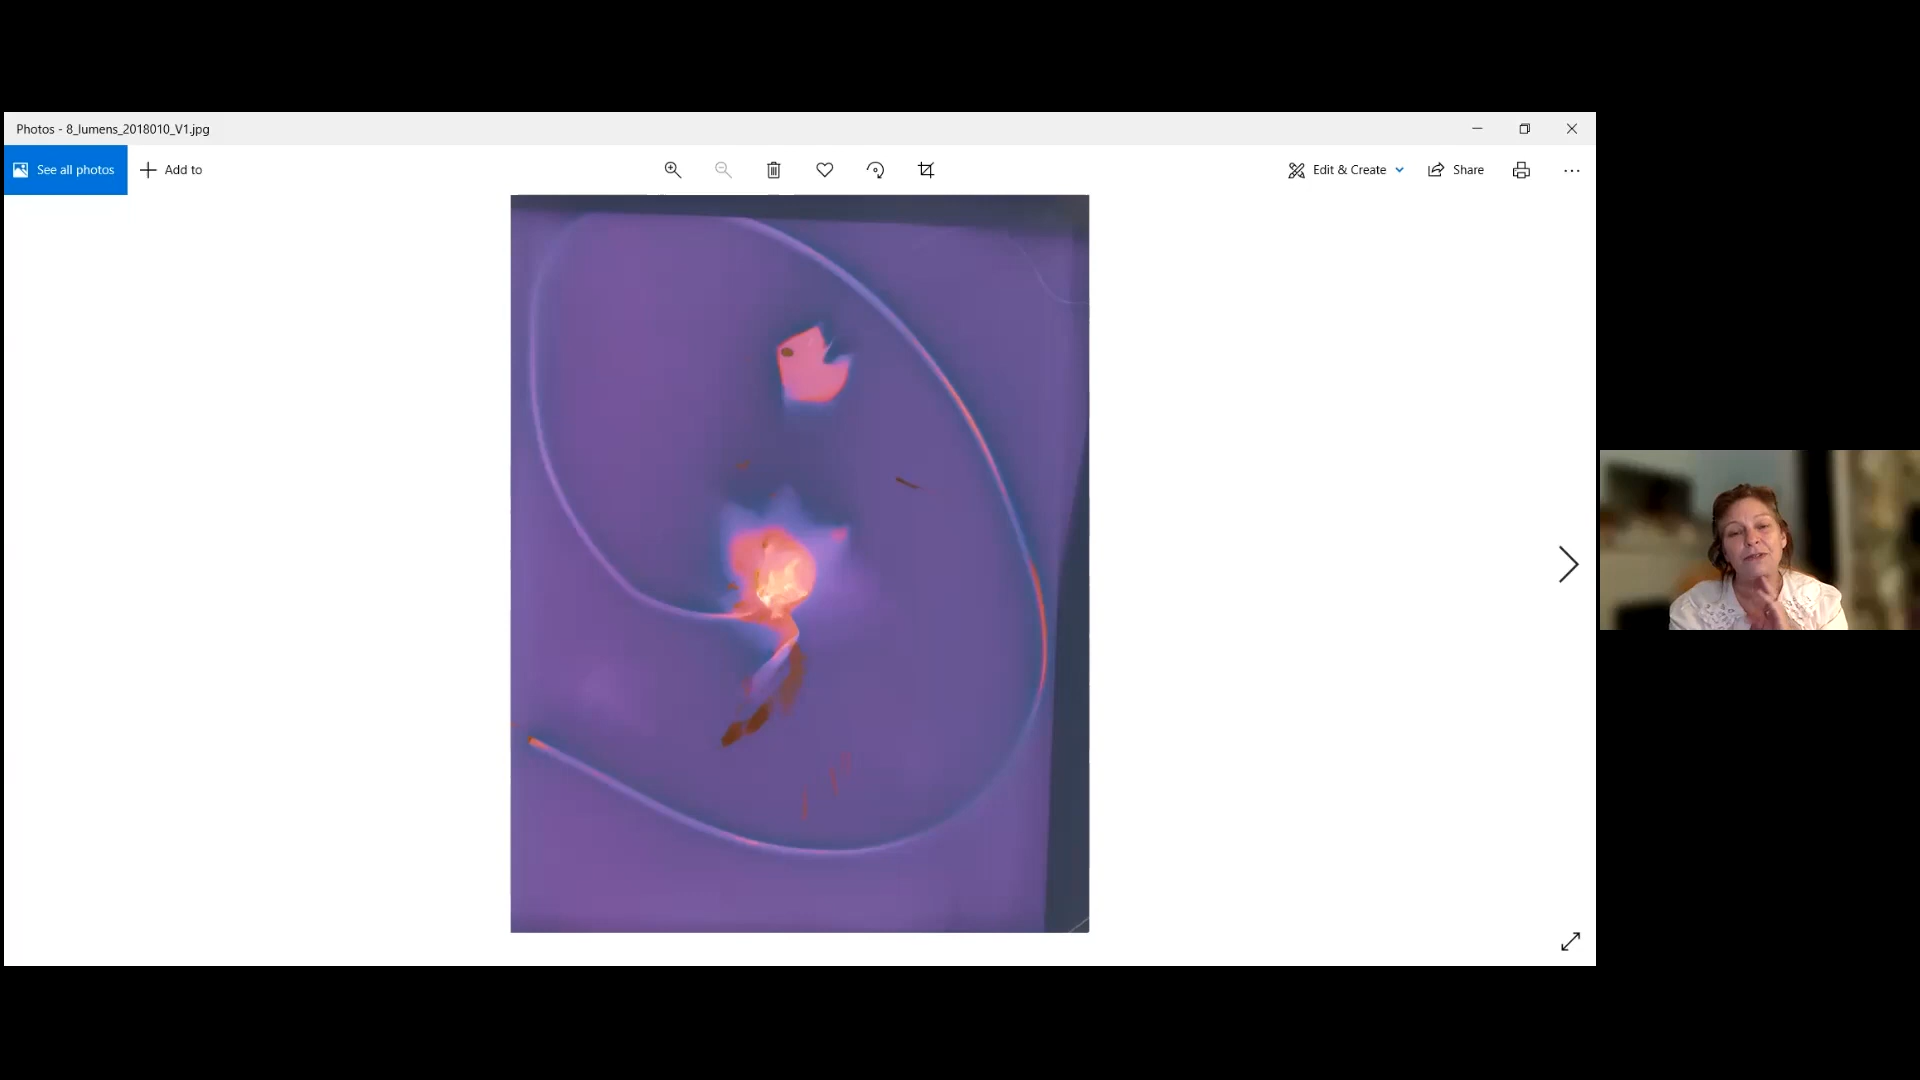 Photos - 8_lumens_2018010_V1.jpg
See all photos
Add to
Edit & Create
Share